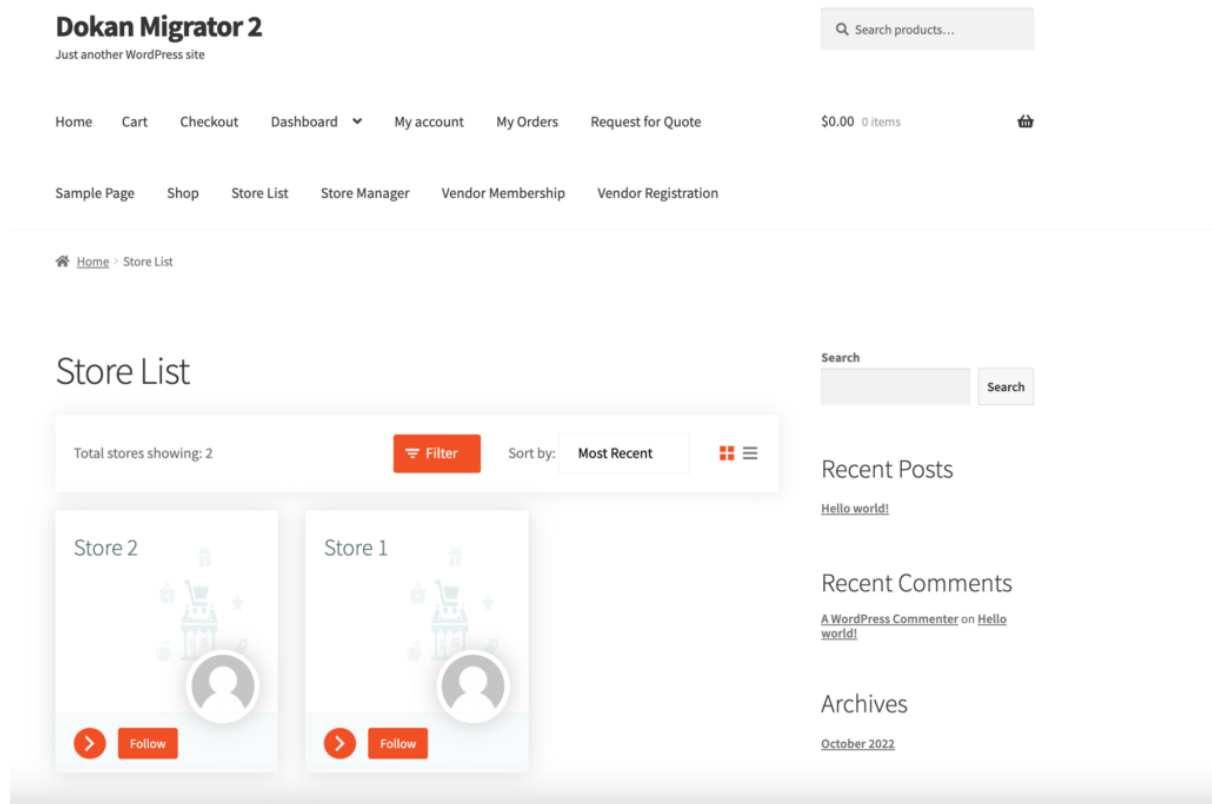 Dokan Migrator 2
Just another WordPress site
Search products...
Home Cart Checkout Dashboard My account My Orders Request for Quote
$0.00 0 items
Sample Page Shop Store List Store Manager Vendor Membership Vendor Registration
Home > Store List
Store List
Total stores showing: 2
Filter
Sort by: Most Recent
Store 2
Follow
Store 1
Follow
Search
Search
Recent Posts
Hello world!
Recent Comments
A WordPress Commenter on Hello
world!
Archives
October 2022